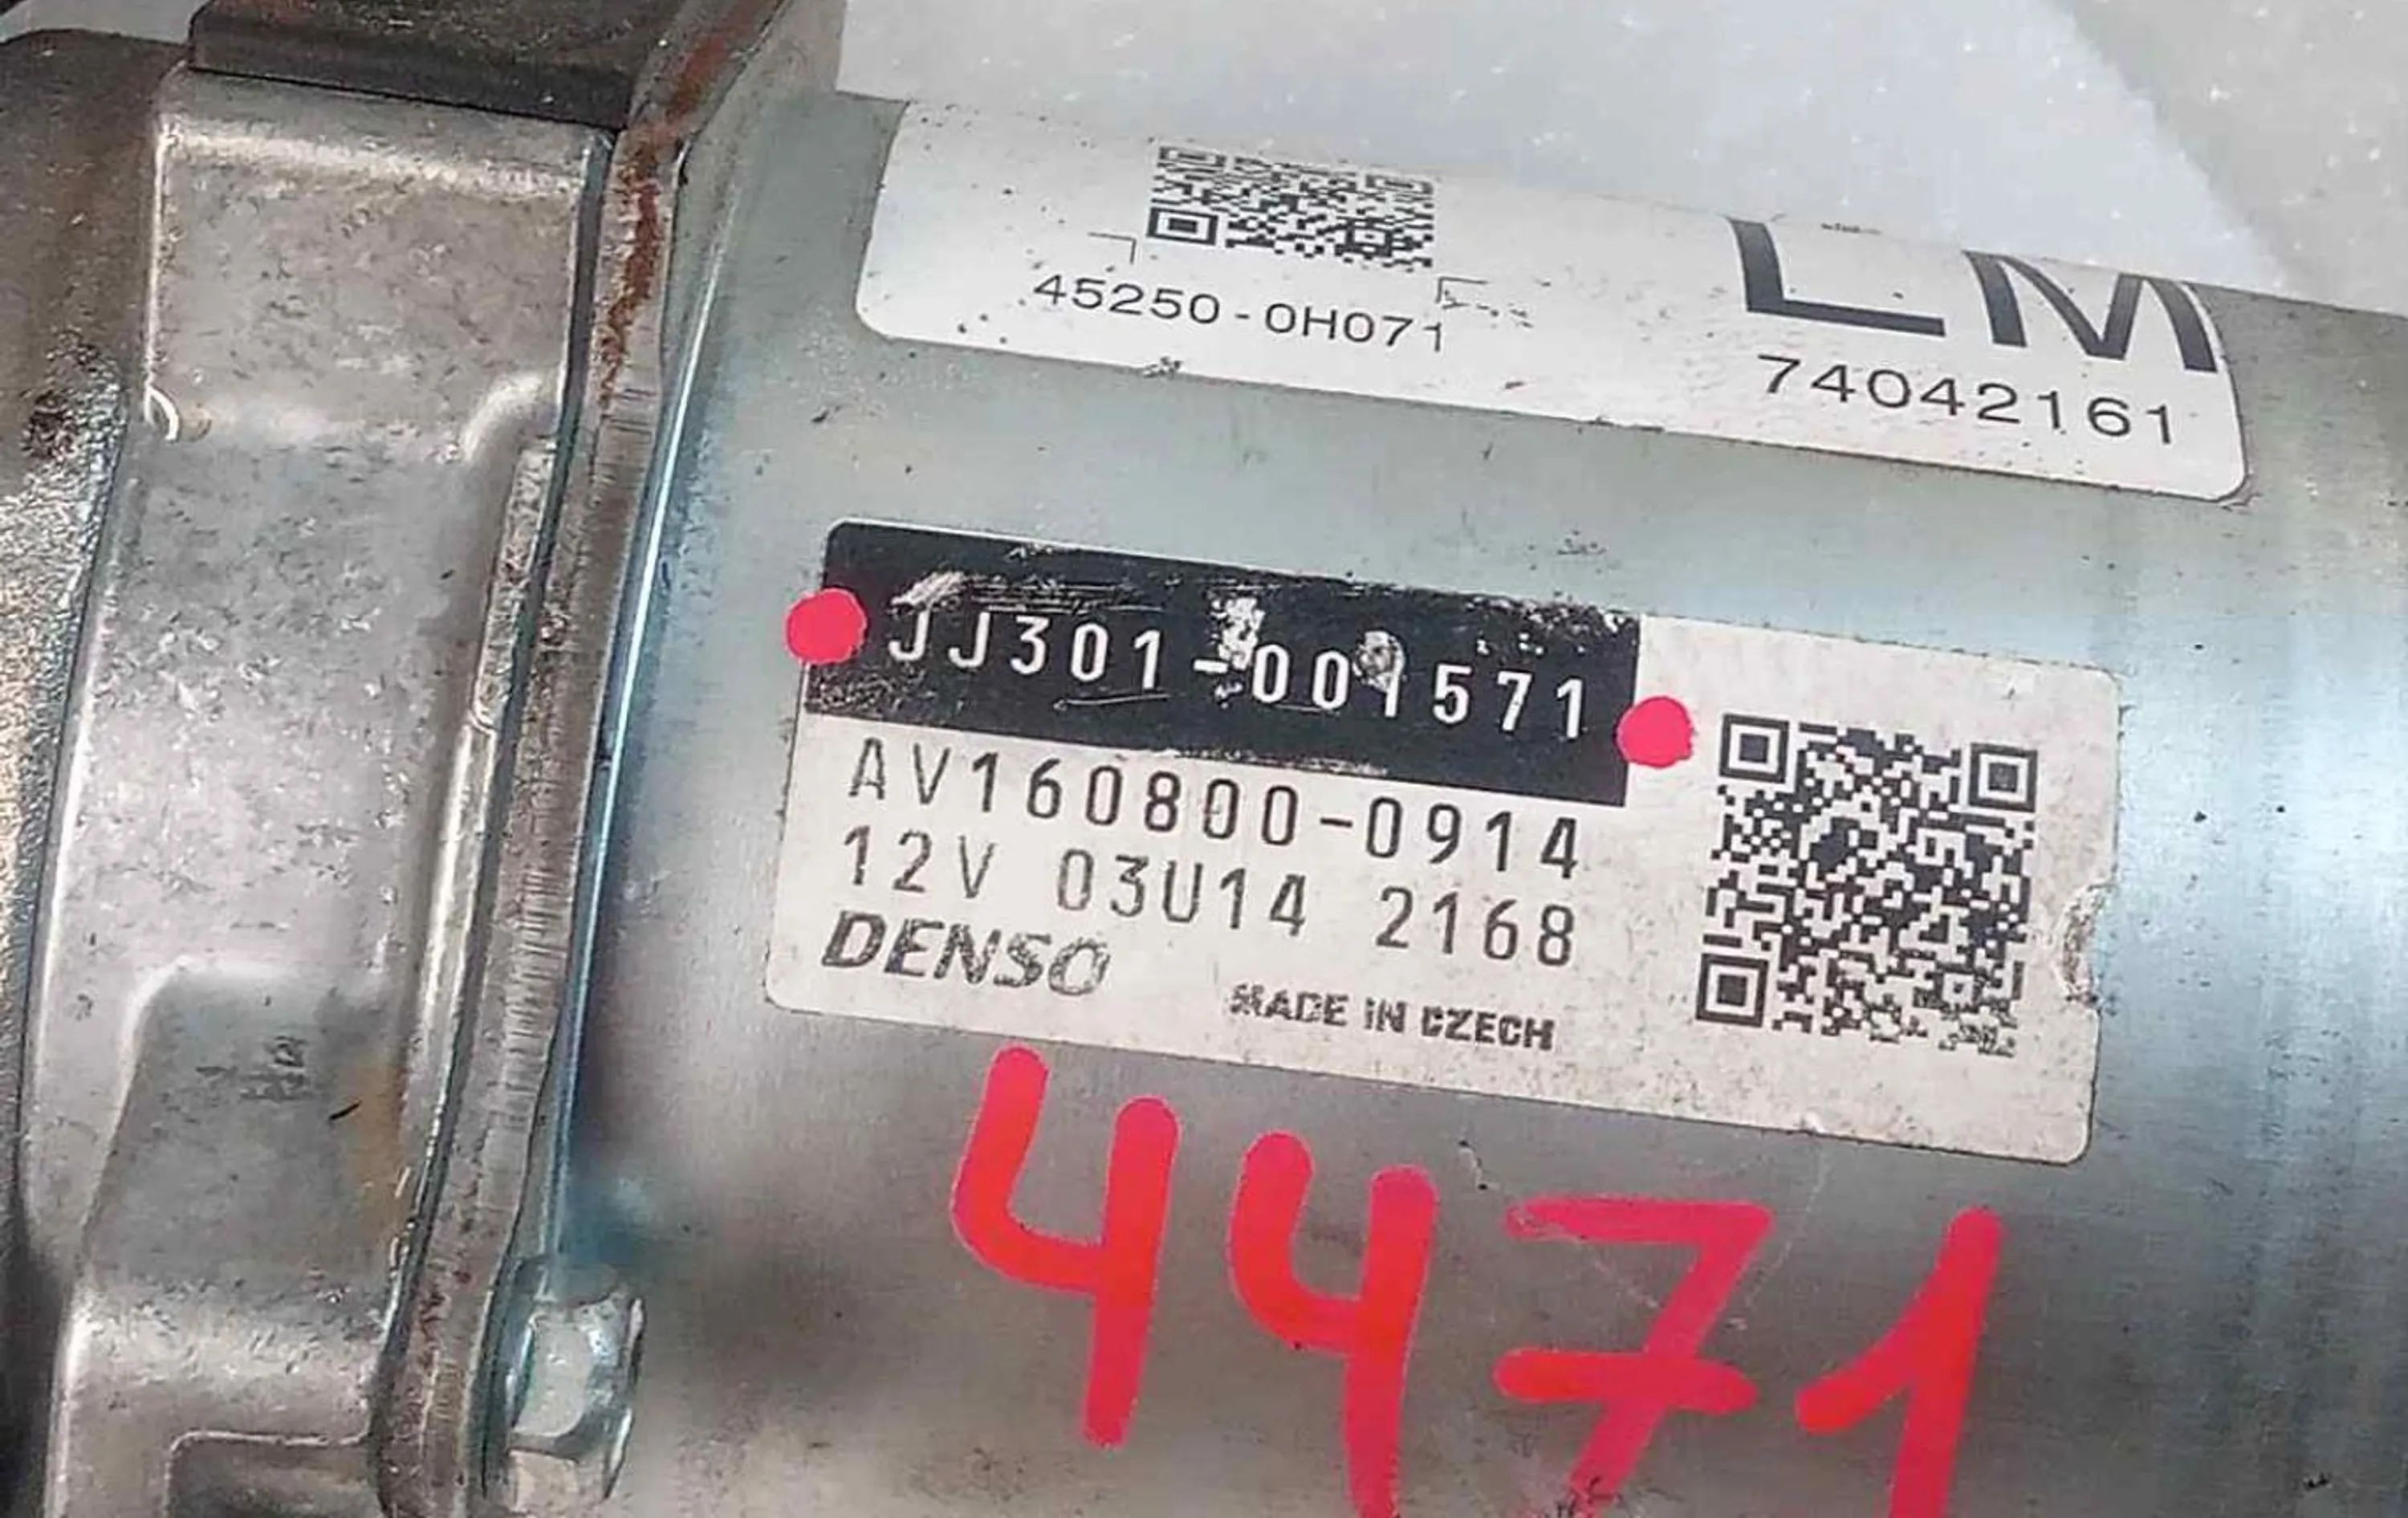 45250-0H071
LM
74042161
JJ301-001571
AV160800-0914
12V 03U14 2168
DENSO
MADE IN CZECH
4471